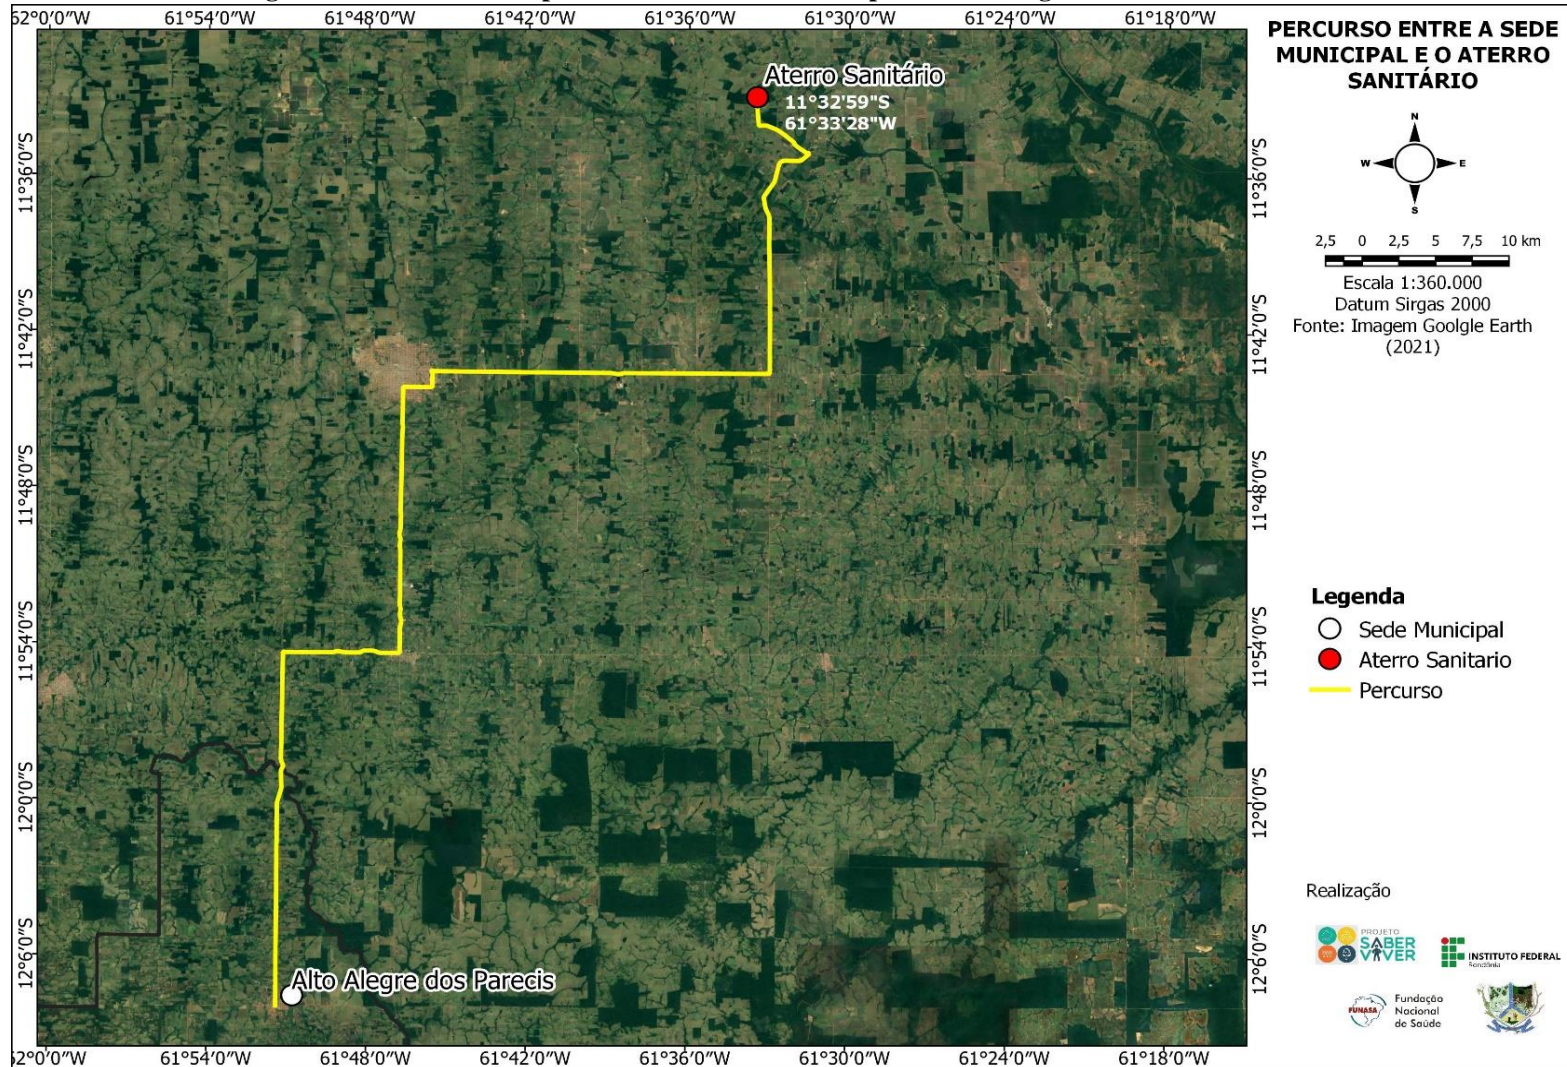 62°0′0″W 61°54′0″W 61°48′0″W 61°42′0″W 61°36′0″W 61°30′0″W 61°24′0″W 61°18′0″W
PERCURSO ENTRE A SEDE
MUNICIPAL E O ATERRO
SANITÁRIO
Aterro Sanitário
11°32'59"S
61°33'28"W
N
W E
S
11°36′0″S 11°36′0″S
2,5 0 2,5 5 7,5 10 km
Escala 1:360.000
Datum Sirgas 2000
Fonte: Imagem Goolgle Earth
(2021)
11°42′0″S 11°42′0″S
11°48′0″S 11°48′0″S
Legenda
Sede Municipal
Aterro Sanitario
Percurso
11°54′0″S 11°54′0″S
12°0′0″S 12°0′0″S
Realização
PROJETO
SABER
VIVER
INSTITUTO FEDERAL
Rondônia
12°6′0″S 12°6′0″S
Alto Alegre dos Parecis
FUNASA
Fundação
Nacional
de Saúde
62°0′0″W 61°54′0″W 61°48′0″W 61°42′0″W 61°36′0″W 61°30′0″W 61°24′0″W 61°18′0″W